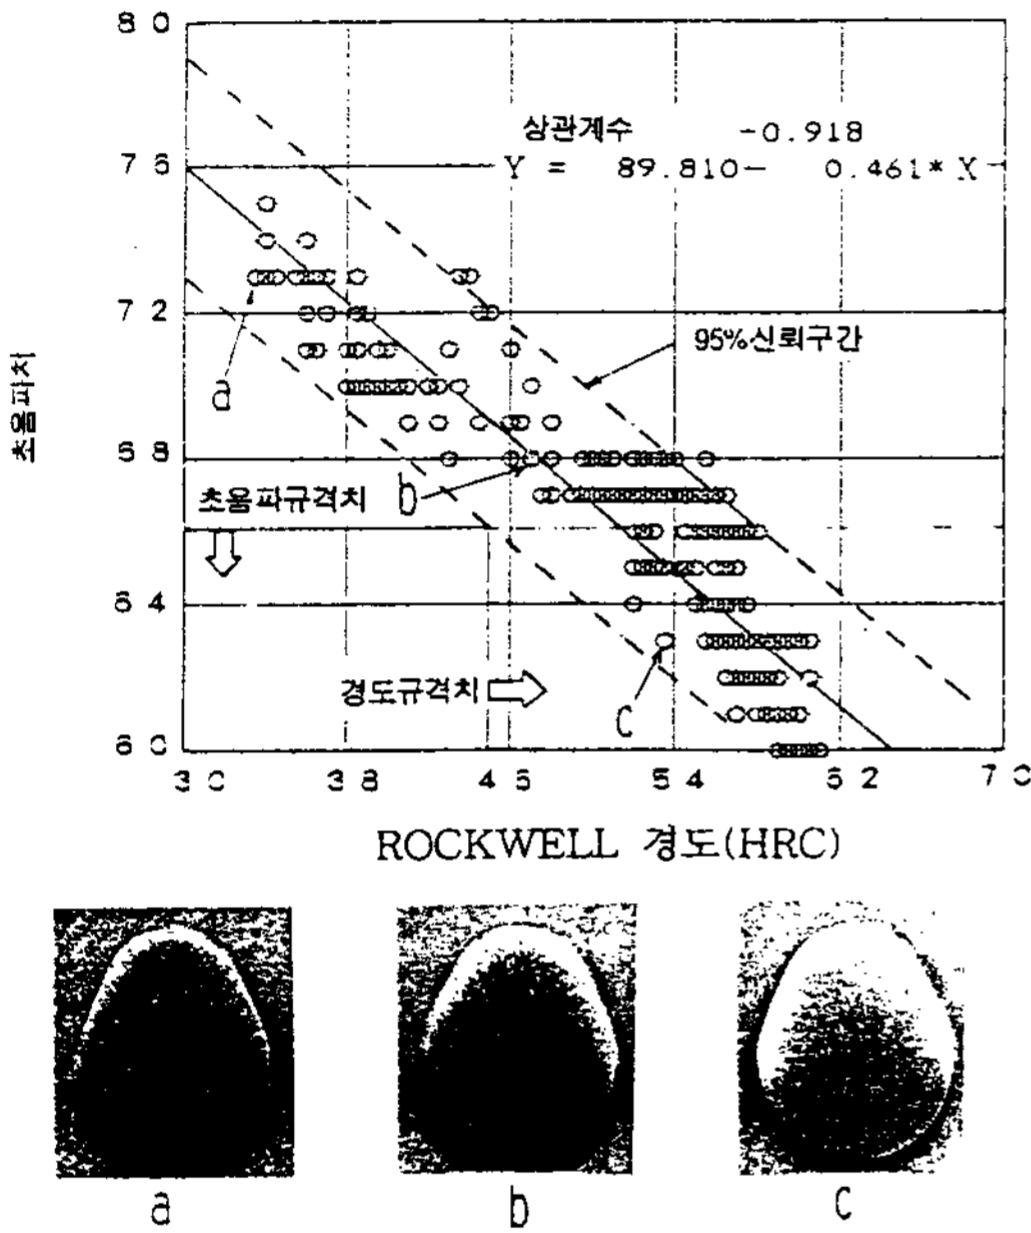 80
상관계수 -0.918
76
Y = 89.810- 0.461* X
72
95%신뢰구간
초음파치
a
68
초음파규격치 b
64
경도규격치
C
60
30 38 46 54 62 70
ROCKWELL 경도(HRC)
a b c